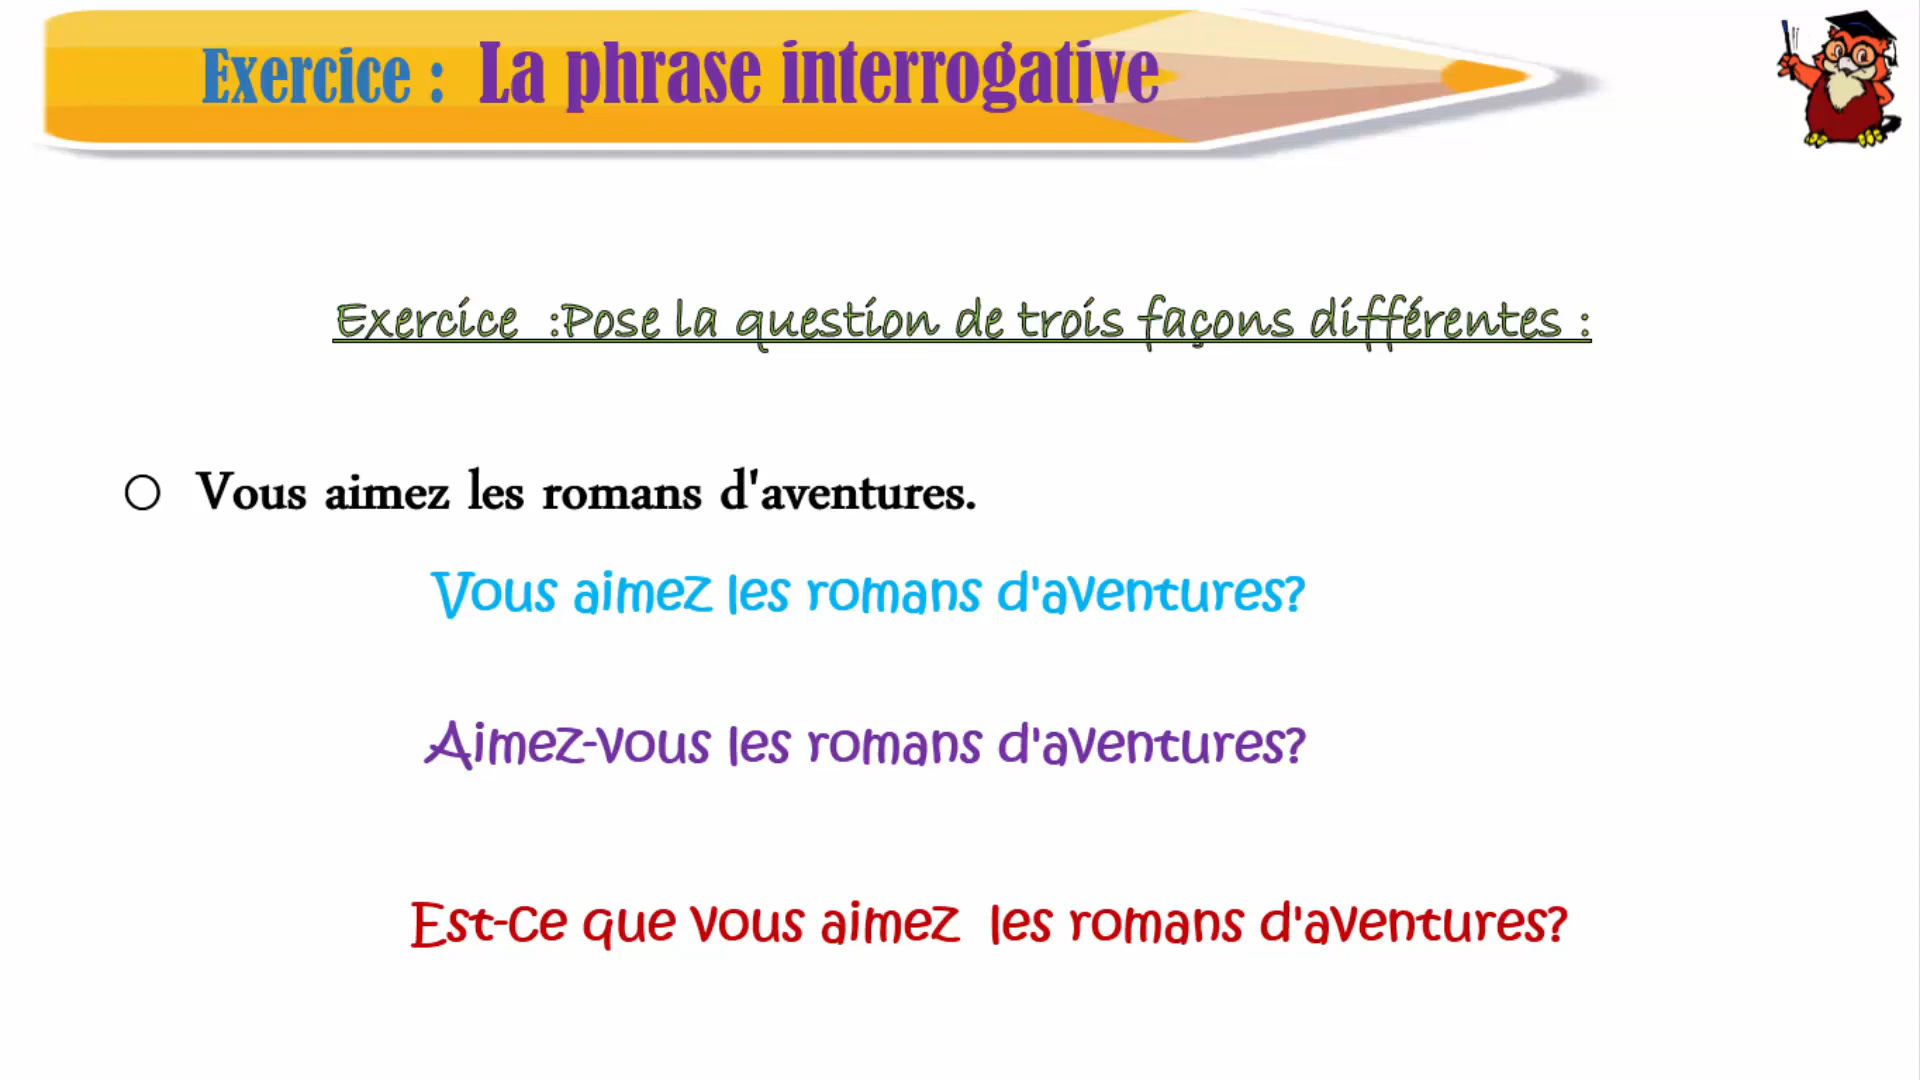 Exercice : La phrase interrogative
Exercice :Pose la question de trois façons différentes :
Vous aimez les romans d'aventures.
Vous aimez les romans d'aventures?
Aimez-vous les romans d'aventures?
Est-ce que vous aimez les romans d'aventures?